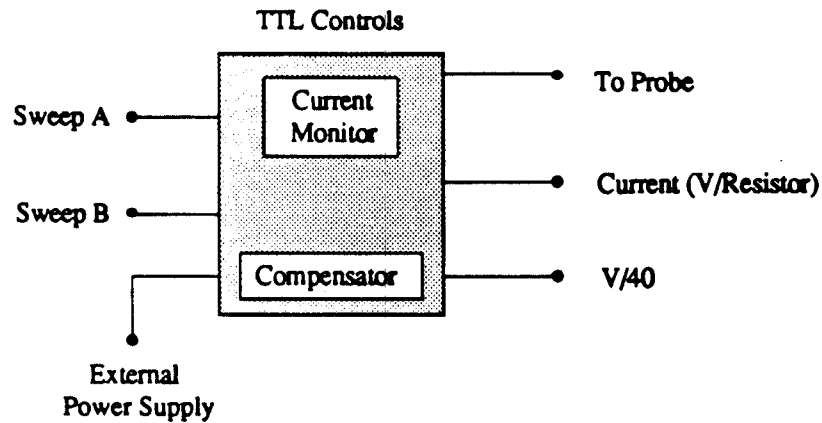 TTL Controls
Current
Monitor
Compensator
Sweep A
Sweep B
External
Power Supply
To Probe
Current (V/Resistor)
V/40